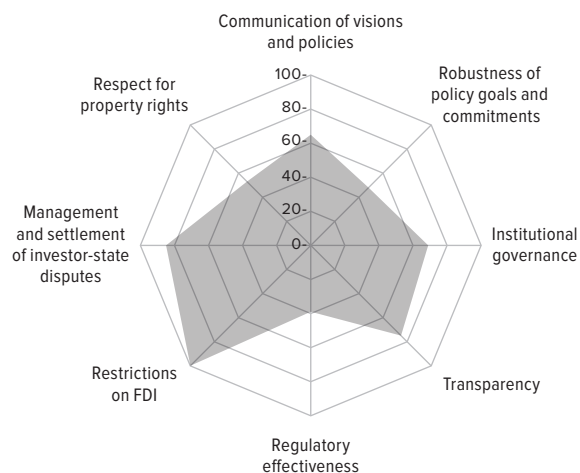 Communication of visions
and policies
Respect for
property rights
Robustness of
policy goals and
commitments
100-
80-
60-
40-
20-
0-
Management
and settlement
of investor-state
disputes
Institutional
governance
Restrictions
on FDI
Transparency
Regulatory
effectiveness